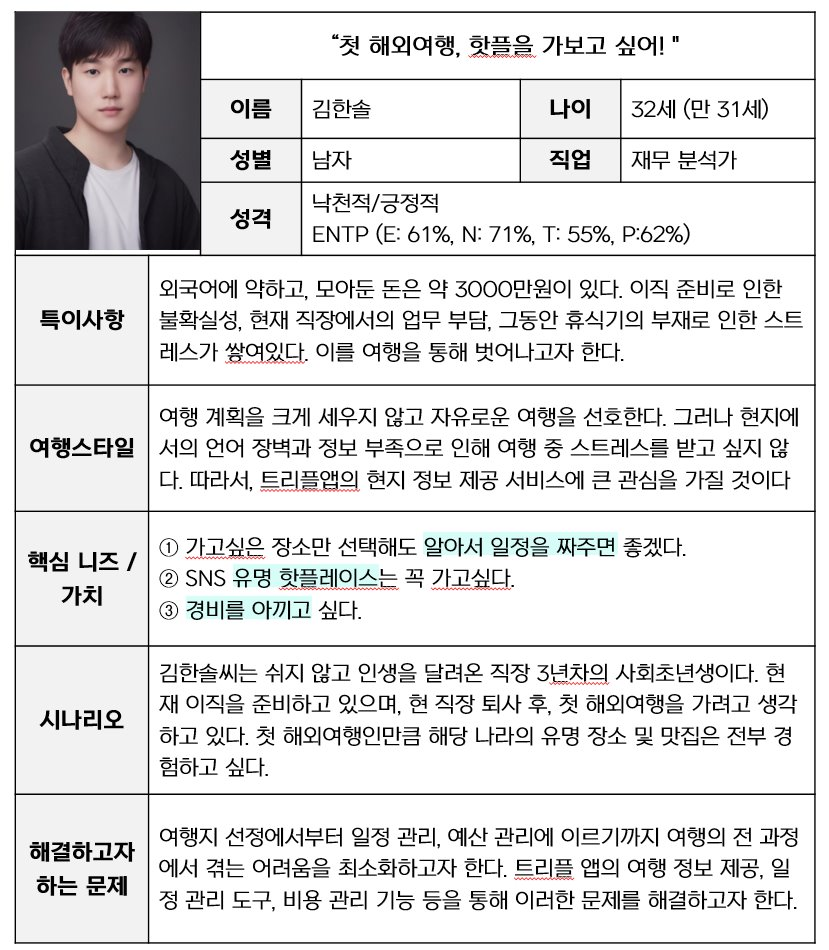 “첫 해외여행, 핫플을 가보고 싶어! "
이름 김한솔 나이 32세 (만 31세)
성별 남자 직업 재무 분석가
성격
낙천적/긍정적
ENTP (E: 61%, N: 71%, T: 55%, P:62%)
특이사항
외국어에 약하고, 모아둔 돈은 약 3000만원이 있다. 이직 준비로 인한
불확실성, 현재 직장에서의 업무 부담, 그동안 휴식기의 부재로 인한 스트
레스가 쌓여있다. 이를 여행을 통해 벗어나고자 한다.
여행스타일
여행 계획을 크게 세우지 않고 자유로운 여행을 선호한다. 그러나 현지에
서의 언어 장벽과 정보 부족으로 인해 여행 중 스트레스를 받고 싶지 않
다. 따라서, 트리플앱의 현지 정보 제공 서비스에 큰 관심을 가질 것이다
핵심 니즈 /
가치
① 가고싶은 장소만 선택해도 알아서 일정을 짜주면 좋겠다.
② SNS 유명 핫플레이스는 꼭 가고싶다.
③ 경비를 아끼고 싶다.
시나리오
김한솔씨는 쉬지 않고 인생을 달려온 직장 3년차의 사회초년생이다. 현
재 이직을 준비하고 있으며, 현 직장 퇴사 후, 첫 해외여행을 가려고 생각
하고 있다. 첫 해외여행인만큼 해당 나라의 유명 장소 및 맛집은 전부 경
험하고 싶다.
해결하고자
하는 문제
여행지 선정에서부터 일정 관리, 예산 관리에 이르기까지 여행의 전 과정
에서 겪는 어려움을 최소화하고자 한다. 트리플 앱의 여행 정보 제공, 일
정 관리 도구, 비용 관리 기능 등을 통해 이러한 문제를 해결하고자 한다.